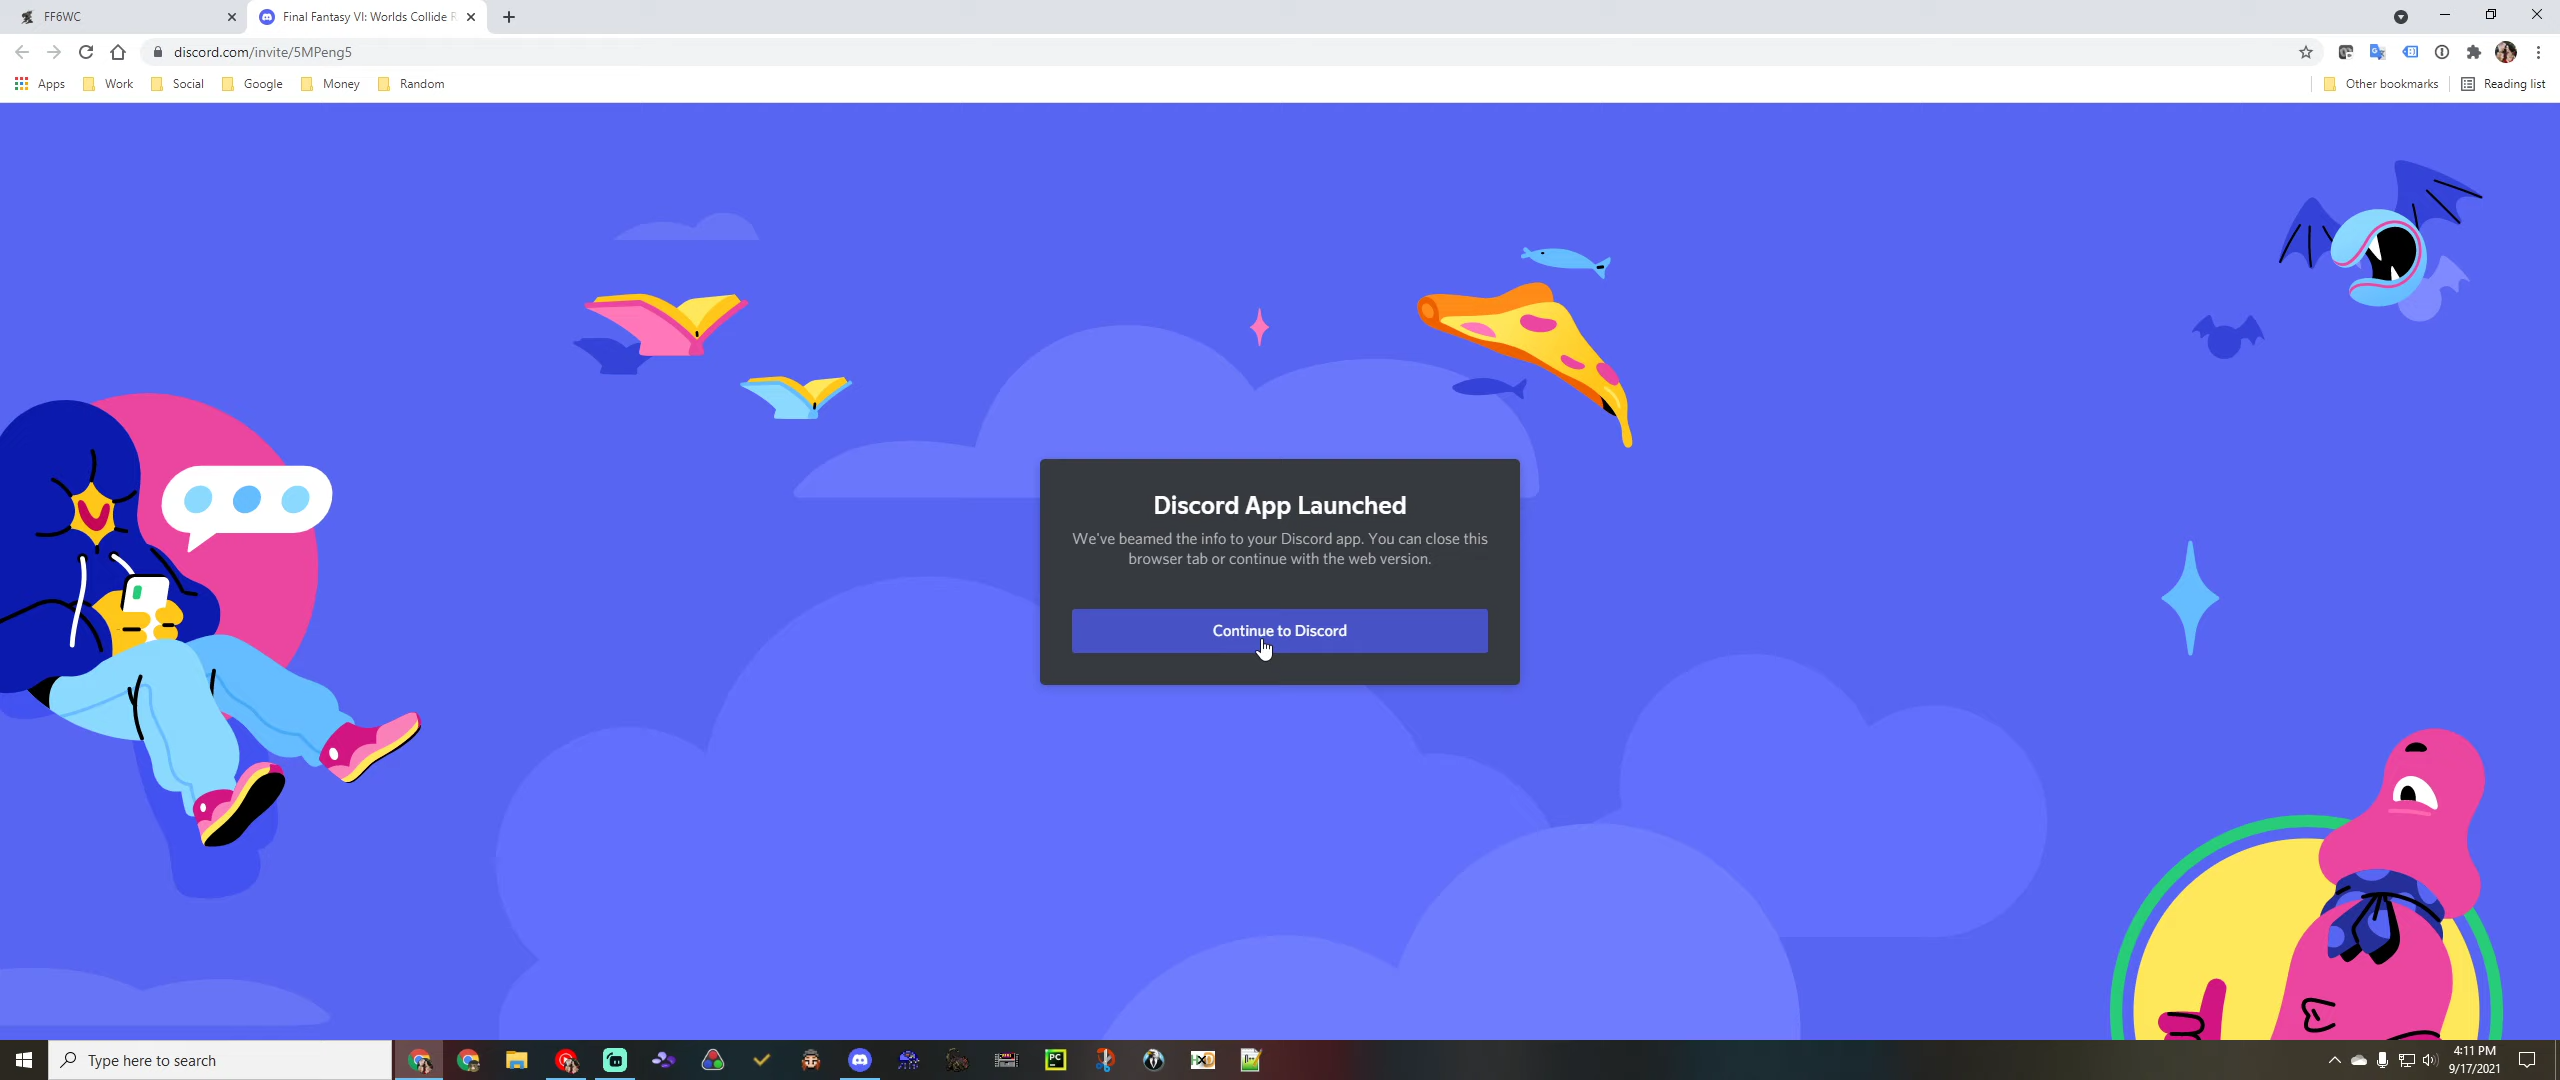 FF6WC
Final Fantasy VI: Worlds Collide R
discord.com/invite/5MPeng5
Apps Work Social Google Money Random Other bookmarks Reading list
Discord App Launched
We've beamed the info to your Discord app. You can close this
browser tab or continue with the web version.
Continue to Discord
Type here to search
PC
HXD
4:11 PM
9/17/2021